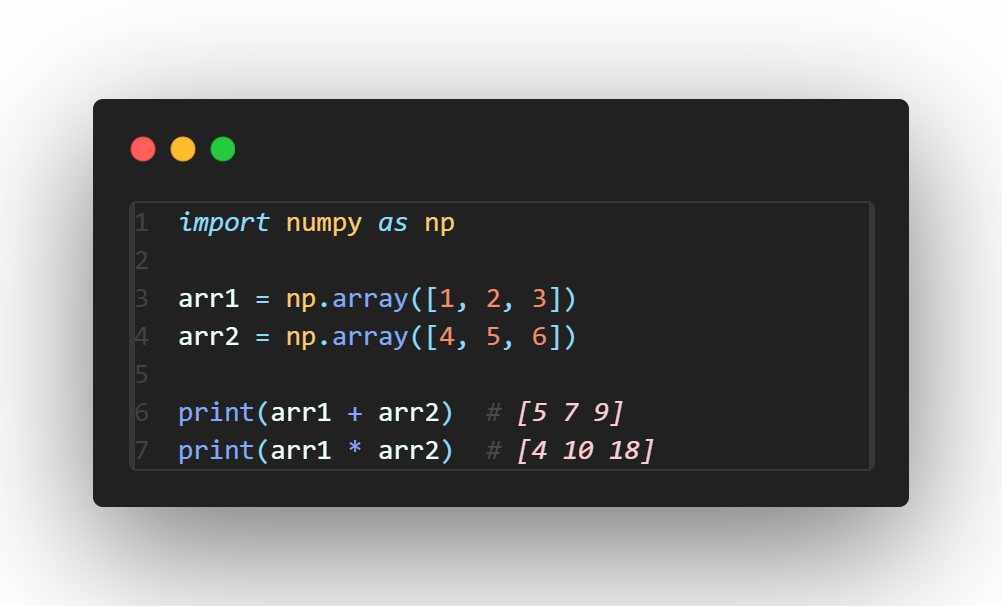 1 import numpy as np
2
3 arr1 = np.array([1, 2, 3])
4 arr2 = np.array([4, 5, 6])
5
6 print(arr1 + arr2)  # [5 7 9]
7 print(arr1 * arr2)  # [4 10 18]